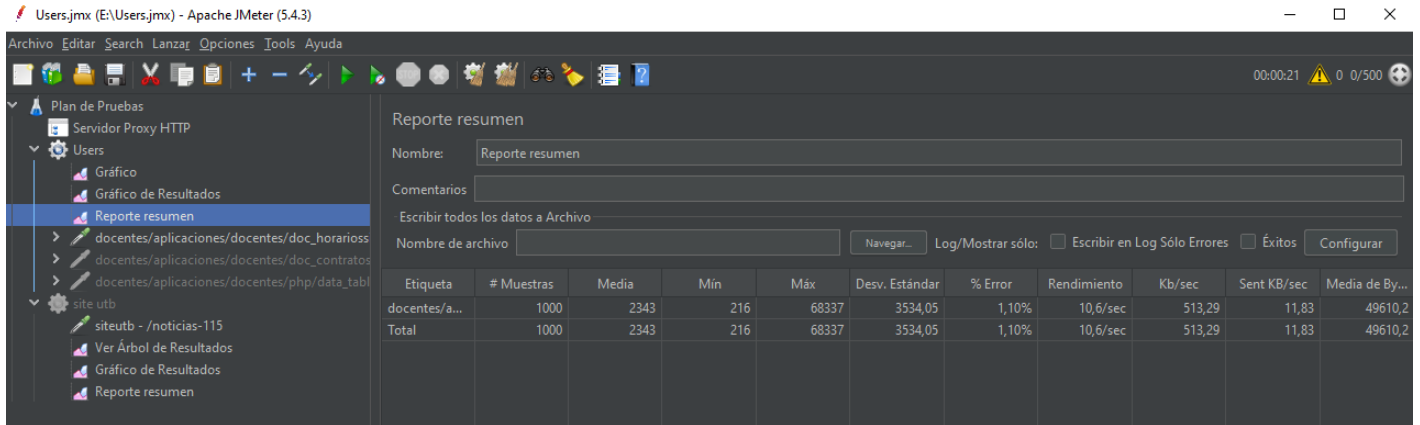 Users.jmx (E:\Users.jmx) - Apache JMeter (5.4.3)
Archivo Editar Search Lanzar Opciones Tools Ayuda
STOP
00:00:21 0 0/500
Plan de Pruebas
Servidor Proxy HTTP
Users
Gráfico
Gráfico de Resultados
Reporte resumen
docentes/aplicaciones/docentes/doc_horarioss
docentes/aplicaciones/docentes/doc_contratos
docentes/aplicaciones/docentes/php/data_tabl
site utb
siteutb - /noticias-115
Ver Árbol de Resultados
Gráfico de Resultados
Reporte resumen
Reporte resumen
Nombre: Reporte resumen
Comentarios
Escribir todos los datos a Archivo
Nombre de archivo Navegar... Log/Mostrar sólo: Escribir en Log Sólo Errores Éxitos Configurar
Etiqueta # Muestras Media Mín Máx Desv. Estándar % Error Rendimiento Kb/sec Sent KB/sec Media de By...
docentes/a... 1000 2343 216 68337 3534,05 1,10% 10,6/sec 513,29 11,83 49610,2
Total 1000 2343 216 68337 3534,05 1,10% 10,6/sec 513,29 11,83 49610,2